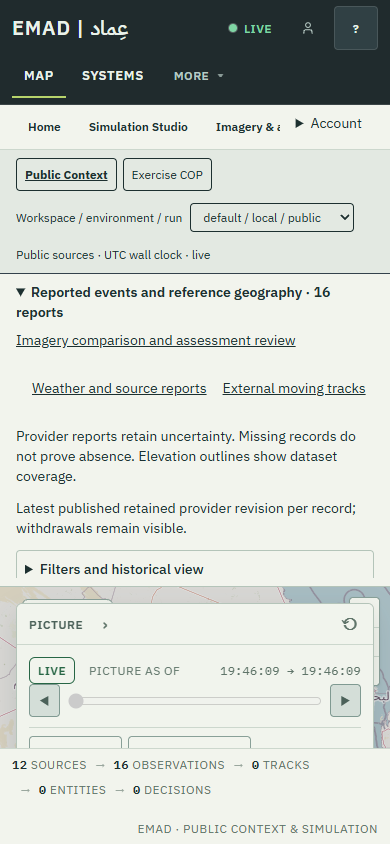 EMAD | عِماد
LIVE
?
MAP SYSTEMS MORE
Home Simulation Studio Imagery & Account
Public Context Exercise COP
Workspace / environment / run default / local / public
Public sources · UTC wall clock · live
Reported events and reference geography · 16
reports
Imagery comparison and assessment review
Weather and source reports External moving tracks
Provider reports retain uncertainty. Missing records do
not prove absence. Elevation outlines show dataset
coverage.
Latest published retained provider revision per record;
withdrawals remain visible.
Filters and historical view
PICTURE ›
LIVE PICTURE AS OF 19:46:09 → 19:46:09
12 SOURCES → 16 OBSERVATIONS → 0 TRACKS
→ 0 ENTITIES → 0 DECISIONS
EMAD · PUBLIC CONTEXT & SIMULATION